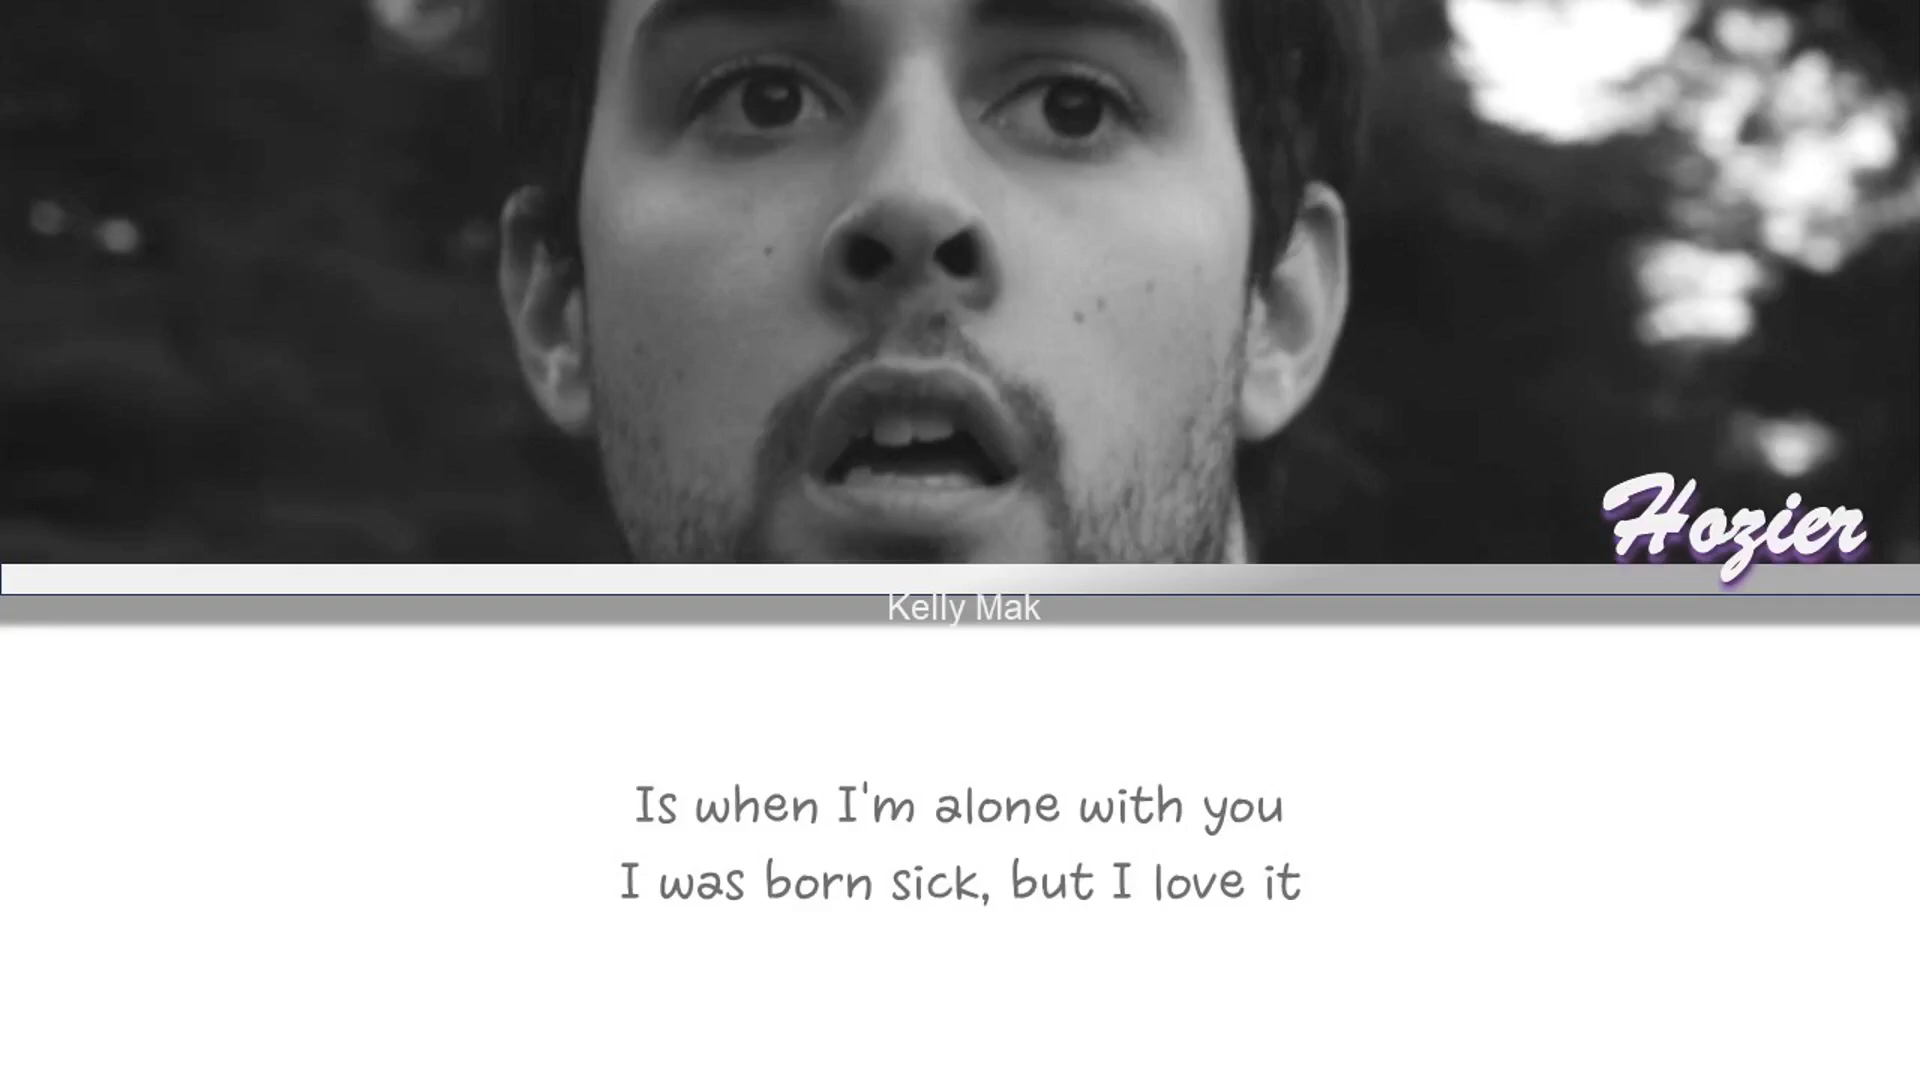 Hozier
Kelly Mak
Is when I'm alone with you
I was born sick, but I love it